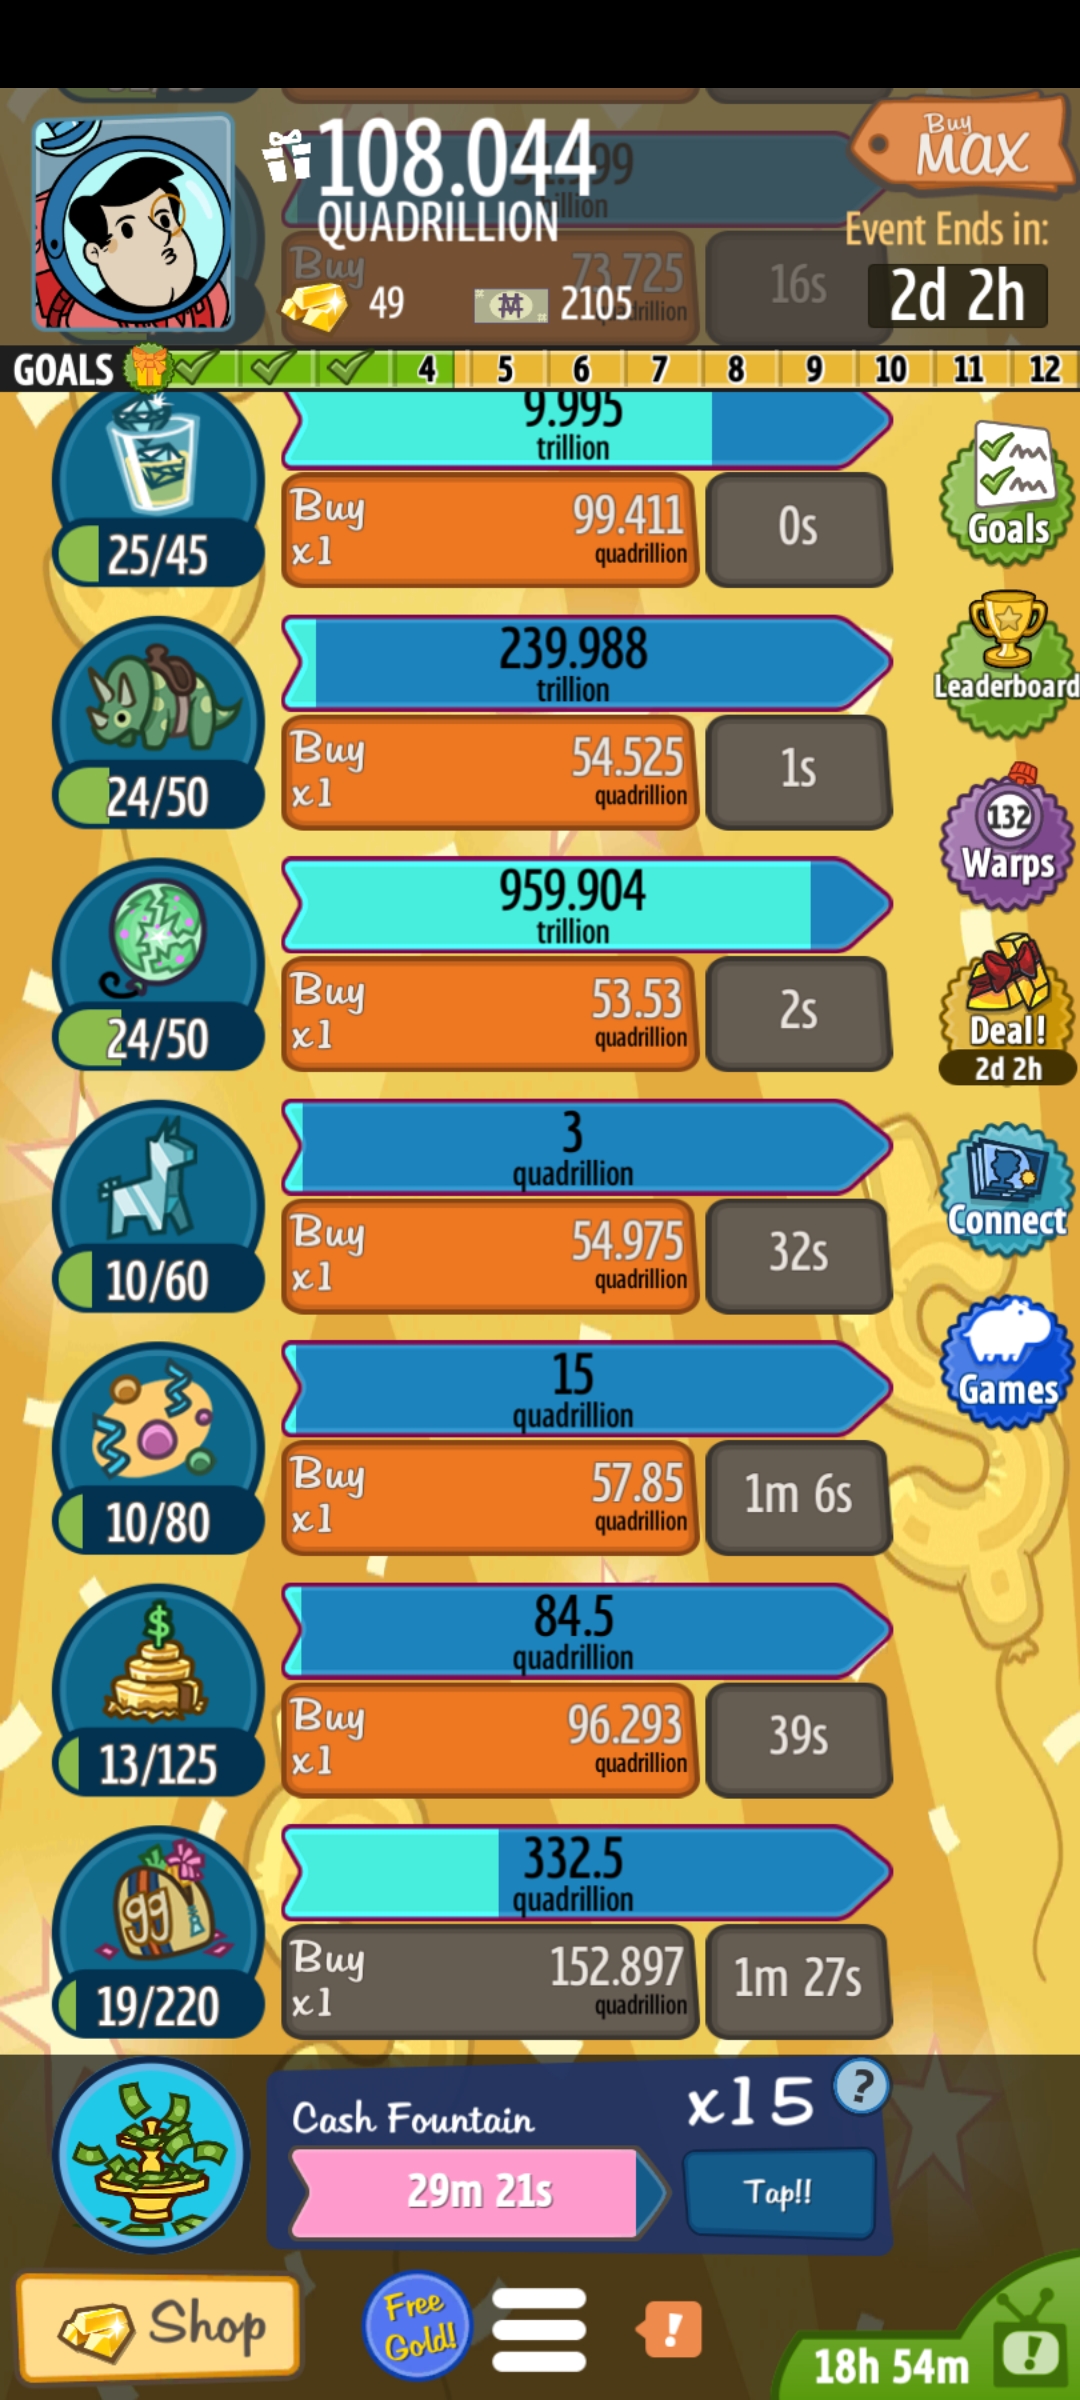 108.044
QUADRILLION
Buy
MAX
Event Ends in:
2d 2h
Buy
73.725
16s
49
2105
GOALS
4 5 6 7 8 9 10 11 12
9.995
trillion
25/45
Buy
x1
99.411
quadrillion
0s
Goals
239.988
trillion
24/50
Buy
x1
54.525
quadrillion
1s
Leaderboard
959.904
trillion
24/50
Buy
x1
53.53
quadrillion
2s
132
Warps
Deal!
2d 2h
3
quadrillion
10/60
Buy
x1
54.975
quadrillion
32s
Connect
15
quadrillion
10/80
Buy
x1
57.85
quadrillion
1m 6s
Games
$
84.5
quadrillion
13/125
Buy
x1
96.293
quadrillion
39s
99
332.5
quadrillion
19/220
Buy
x1
152.897
quadrillion
1m 27s
Cash Fountain
x15
?
29m 21s
Tap!!
Shop
Free
Gold!
!
18h 54m
!